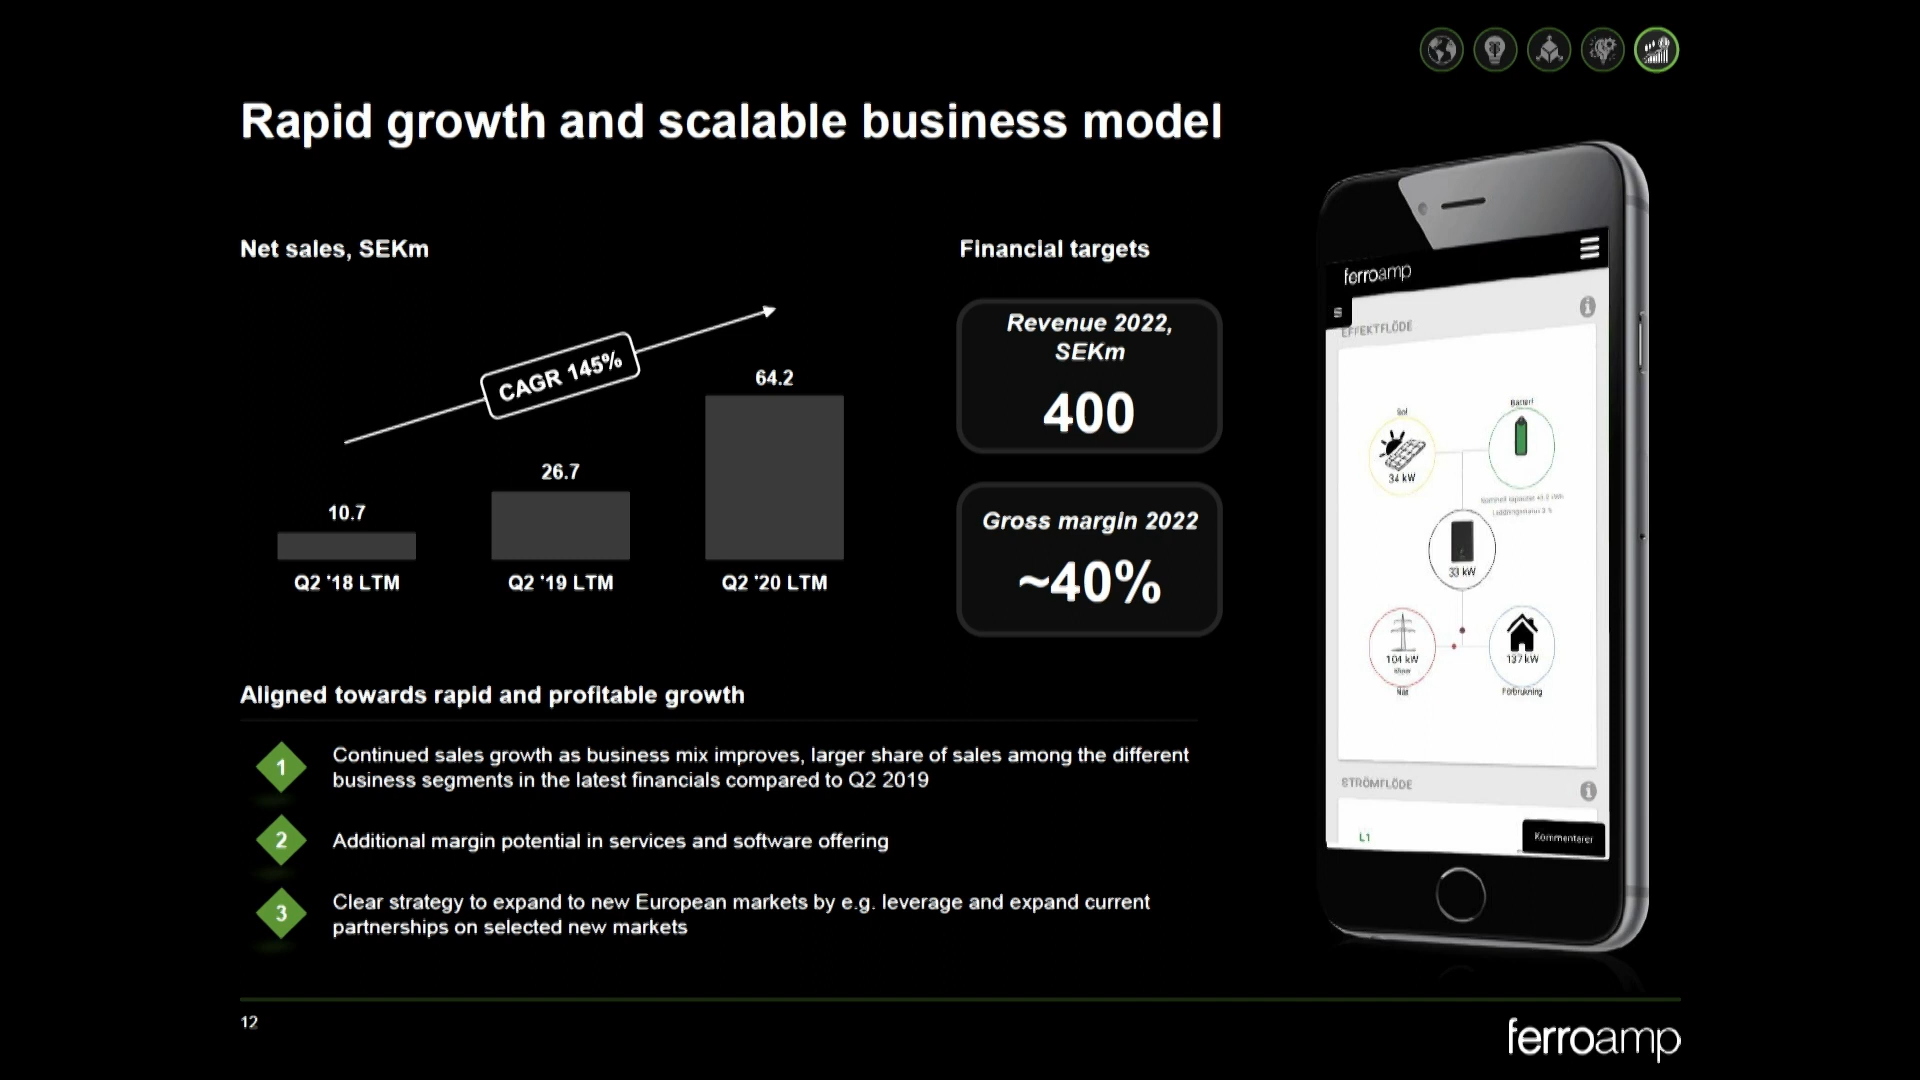 Rapid growth and scalable business model
Net sales, SEKm
CAGR 145%
10.7
26.7
64.2
Q2 '18 LTM
Q2 '19 LTM
Q2 '20 LTM
Financial targets
Revenue 2022,
SEKm
400
Gross margin 2022
~40%
Aligned towards rapid and profitable growth
1
Continued sales growth as business mix improves, larger share of sales among the different
business segments in the latest financials compared to Q2 2019
2
Additional margin potential in services and software offering
3
Clear strategy to expand to new European markets by e.g. leverage and expand current
partnerships on selected new markets
ferroamp
EFFEKTFLÖDE
Sol
34 kW
Batteri
33 kW
104 kW
Nät
137 kW
Förbrukning
STRÖMFLÖDE
L1
Kommentarer
12
ferroamp